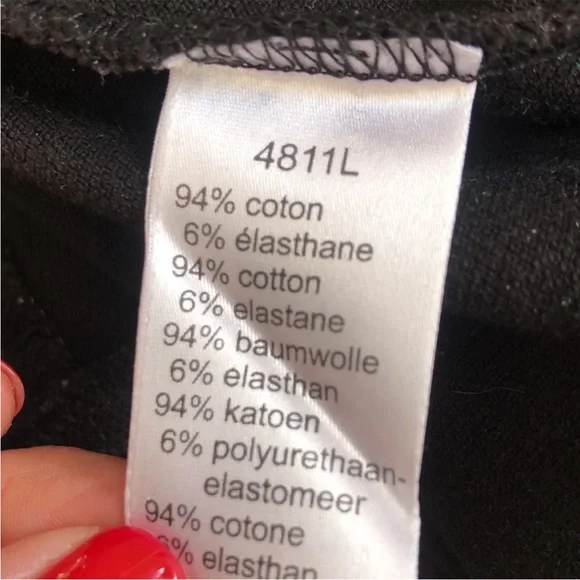 4811L
94% coton
6% élasthane
94% cotton
6% elastane
94% baumwolle
6% elasthan
94% katoen
6% polyurethaan-
elastomeer
94% cotone
% elasthan